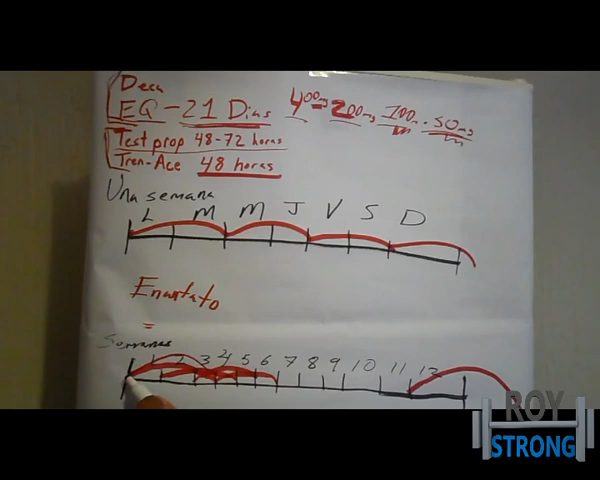 Deca
EQ - 21 Dias 400mg 200mg 100m. 50mg
Test prop 48-72 horas
Tren-Ace 48 horas
Una semana
L M M J V S D
Enantato
=
Semanas
1 2 3 4 5 6 7 8 9 10 11 12
ROY
STRONG